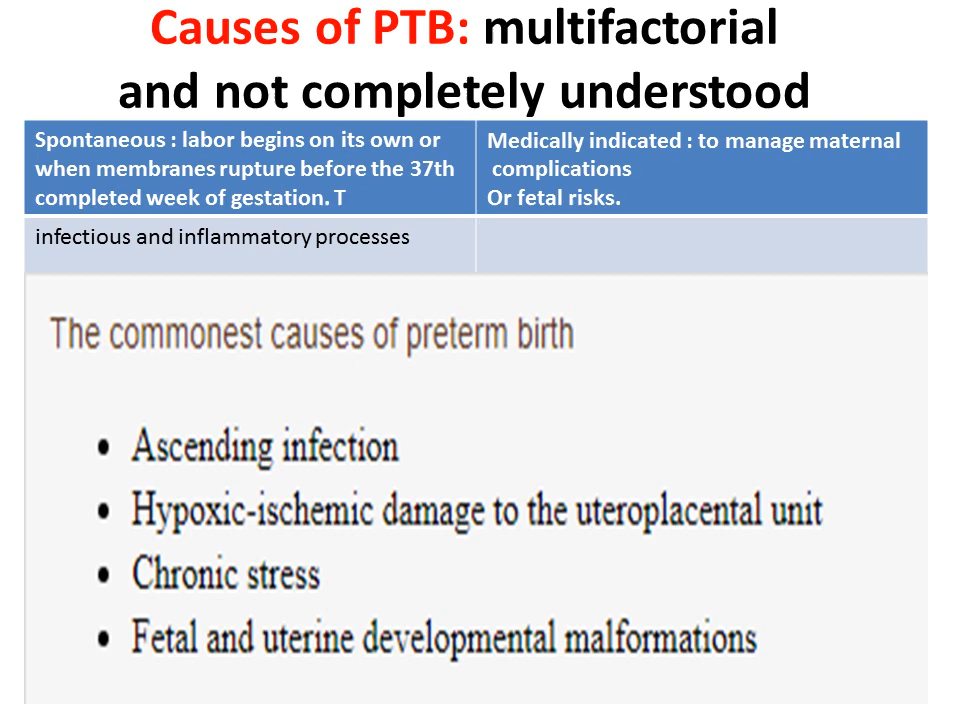 Causes of PTB: multifactorial
and not completely understood
Spontaneous : labor begins on its own or
when membranes rupture before the 37th
completed week of gestation. T
Medically indicated : to manage maternal
complications
Or fetal risks.
infectious and inflammatory processes
The commonest causes of preterm birth
• Ascending infection
• Hypoxic-ischemic damage to the uteroplacental unit
• Chronic stress
• Fetal and uterine developmental malformations